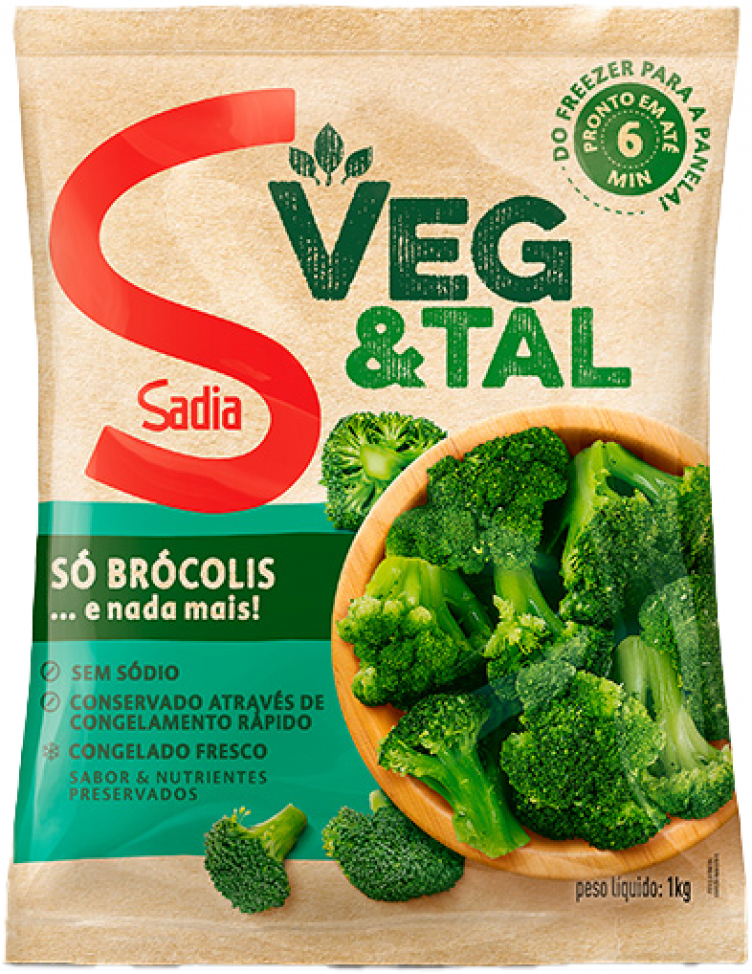 DO FREEZER PARA A PANELA!
PRONTO EM ATÉ
6
MIN
VEG
&TAL
Sadia
SÓ BRÓCOLIS
... e nada mais!
SEM SÓDIO
CONSERVADO ATRAVÉS DE
CONGELAMENTO RÁPIDO
CONGELADO FRESCO
SABOR & NUTRIENTES
PRESERVADOS
peso líquido: 1kg